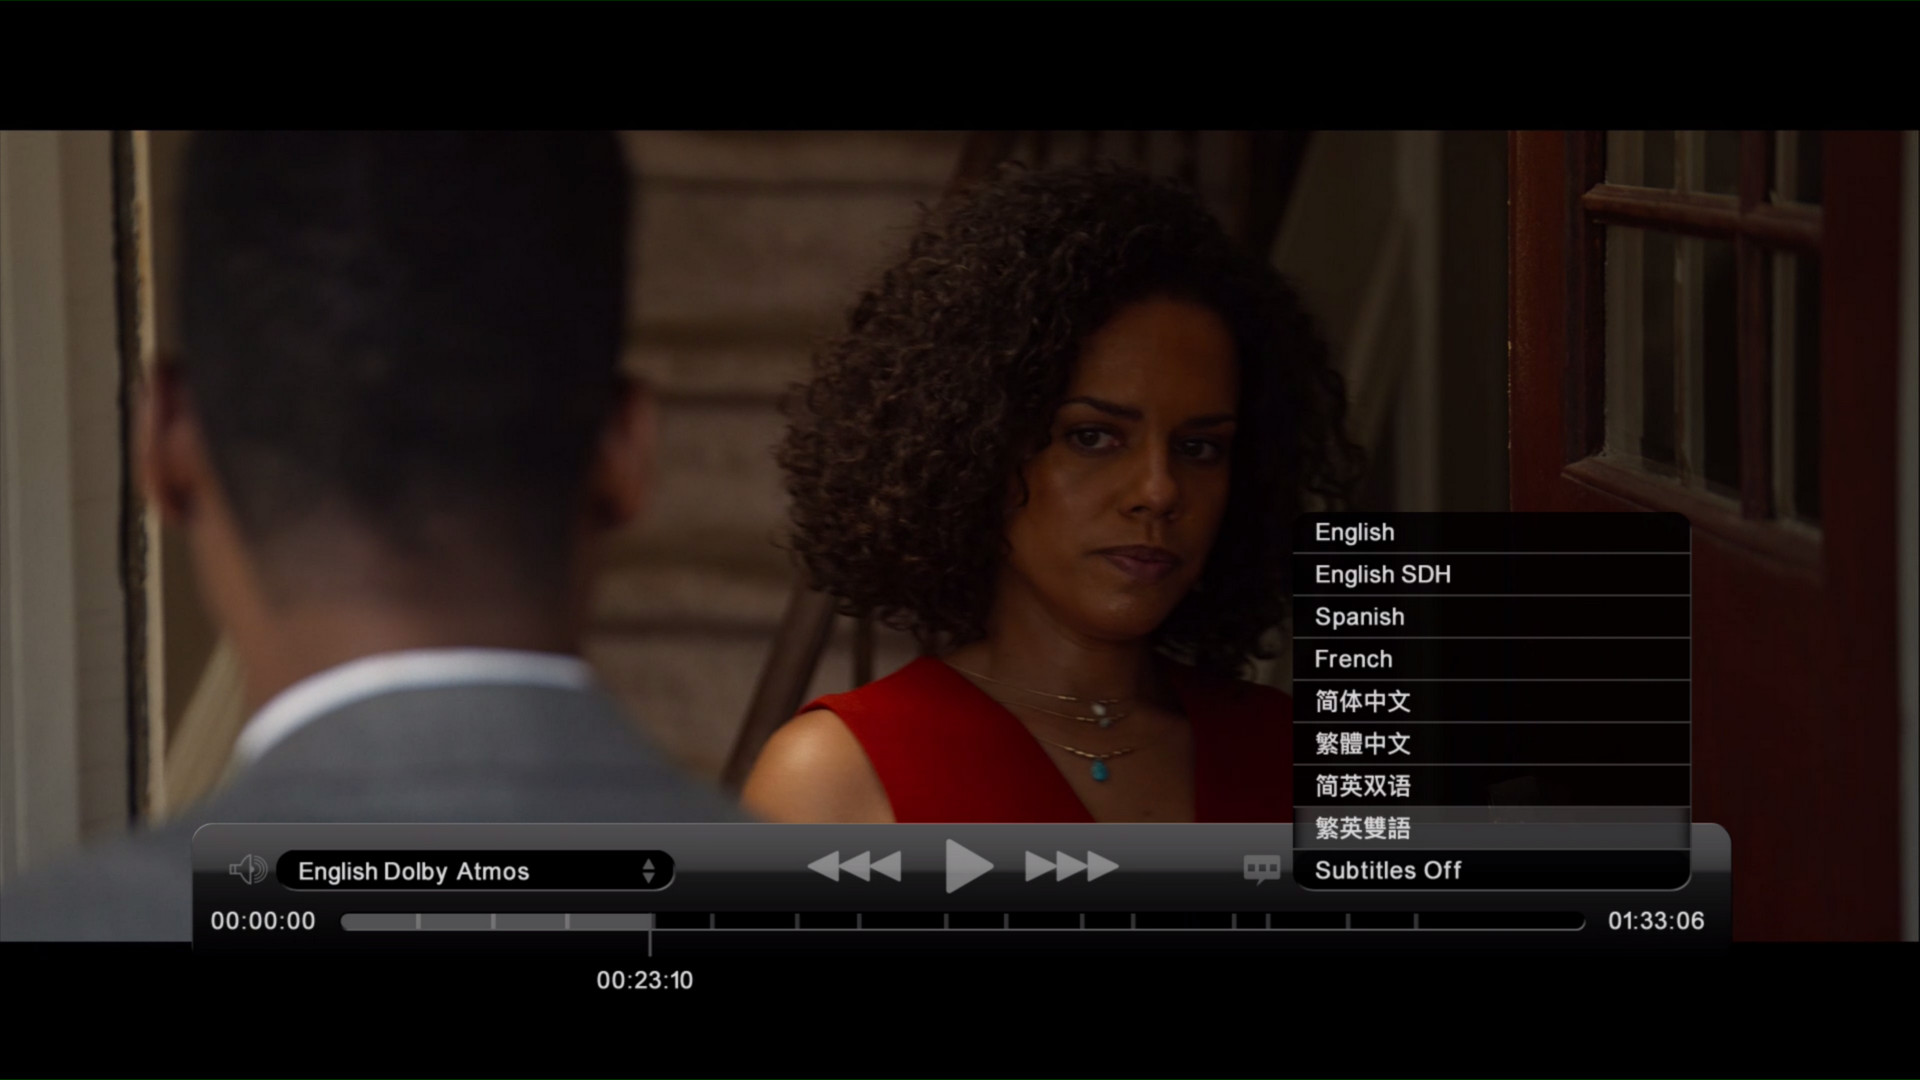 English
English SDH
Spanish
French
简体中文
繁體中文
简英双语
繁英雙語
Subtitles Off
English Dolby Atmos
00:00:00
01:33:06
00:23:10